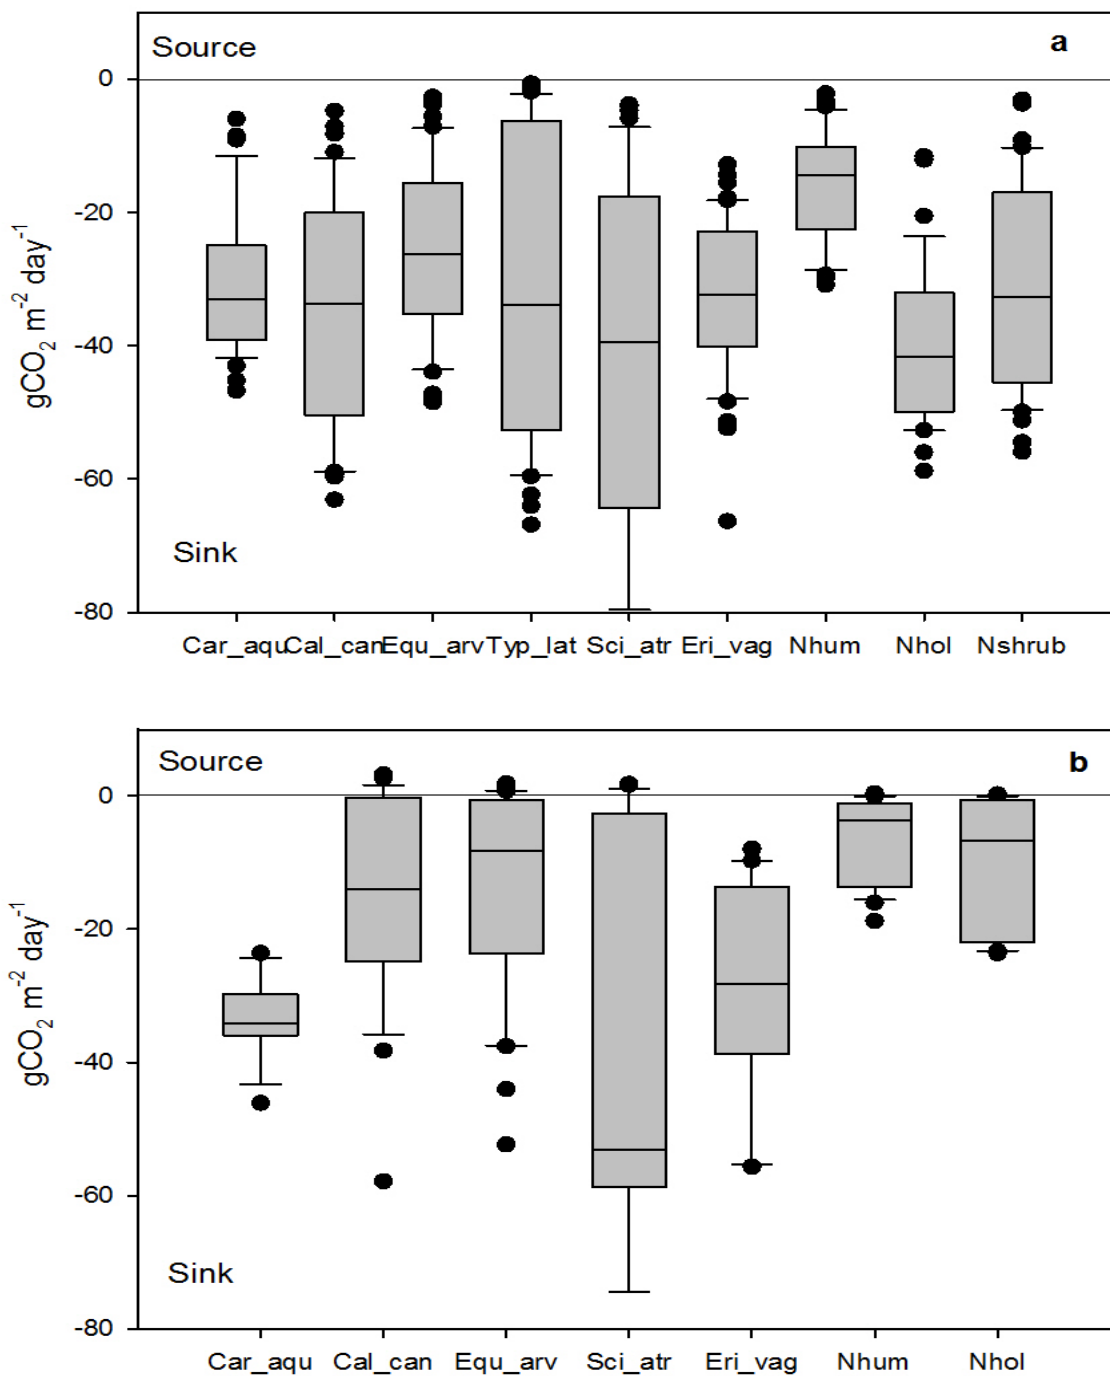 Source a
0
-20
-40
-60
-80
gCO₂ m⁻² day⁻¹
Sink
Car_aqu Cal_can Equ_arv Typ_lat Sci_atr Eri_vag Nhum Nhol Nshrub
Source b
0
-20
-40
-60
-80
gCO₂ m⁻² day⁻¹
Sink
Car_aqu Cal_can Equ_arv Sci_atr Eri_vag Nhum Nhol